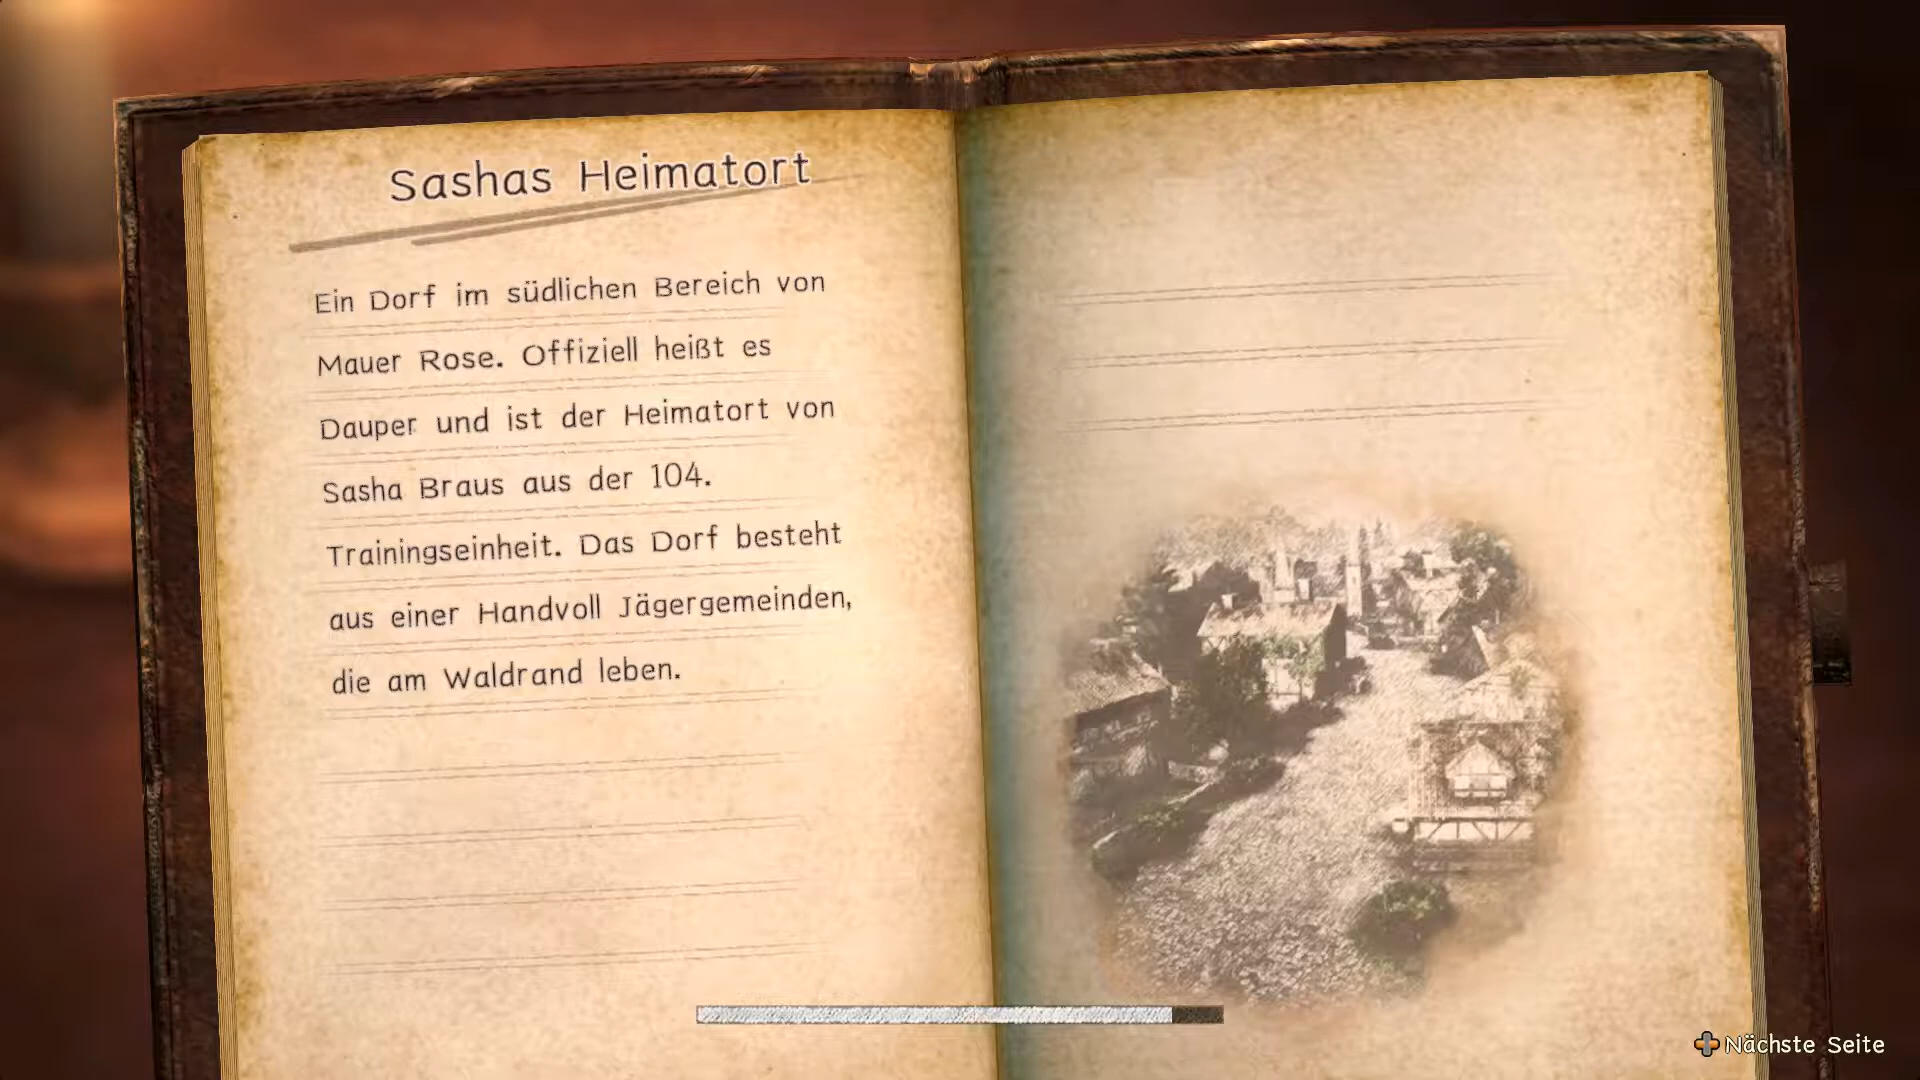 Sashas Heimatort
Ein Dorf im südlichen Bereich von
Mauer Rose. Offiziell heißt es
Dauper und ist der Heimatort von
Sasha Braus aus der 104.
Trainingseinheit. Das Dorf besteht
aus einer Handvoll Jägergemeinden,
die am Waldrand leben.
Nächste Seite